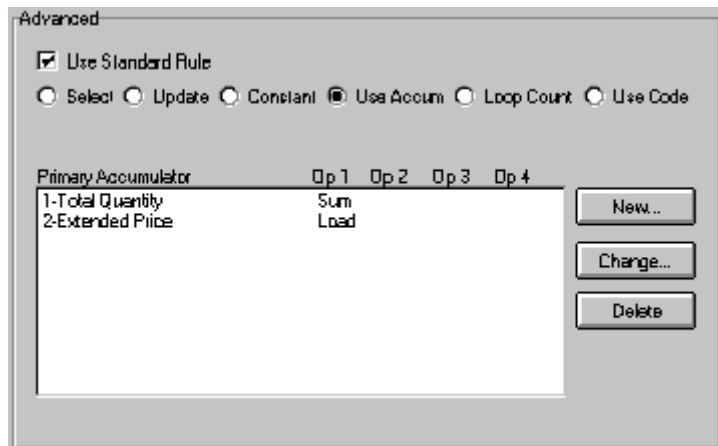 Advanced
Use Standard Rule
Select Update Constant Use Accum Loop Count Use Code
Primary Accumulator Op 1 Op 2 Op 3 Op 4
1-Total Quantity Sum
2-Extended Price Load
New...
Change...
Delete